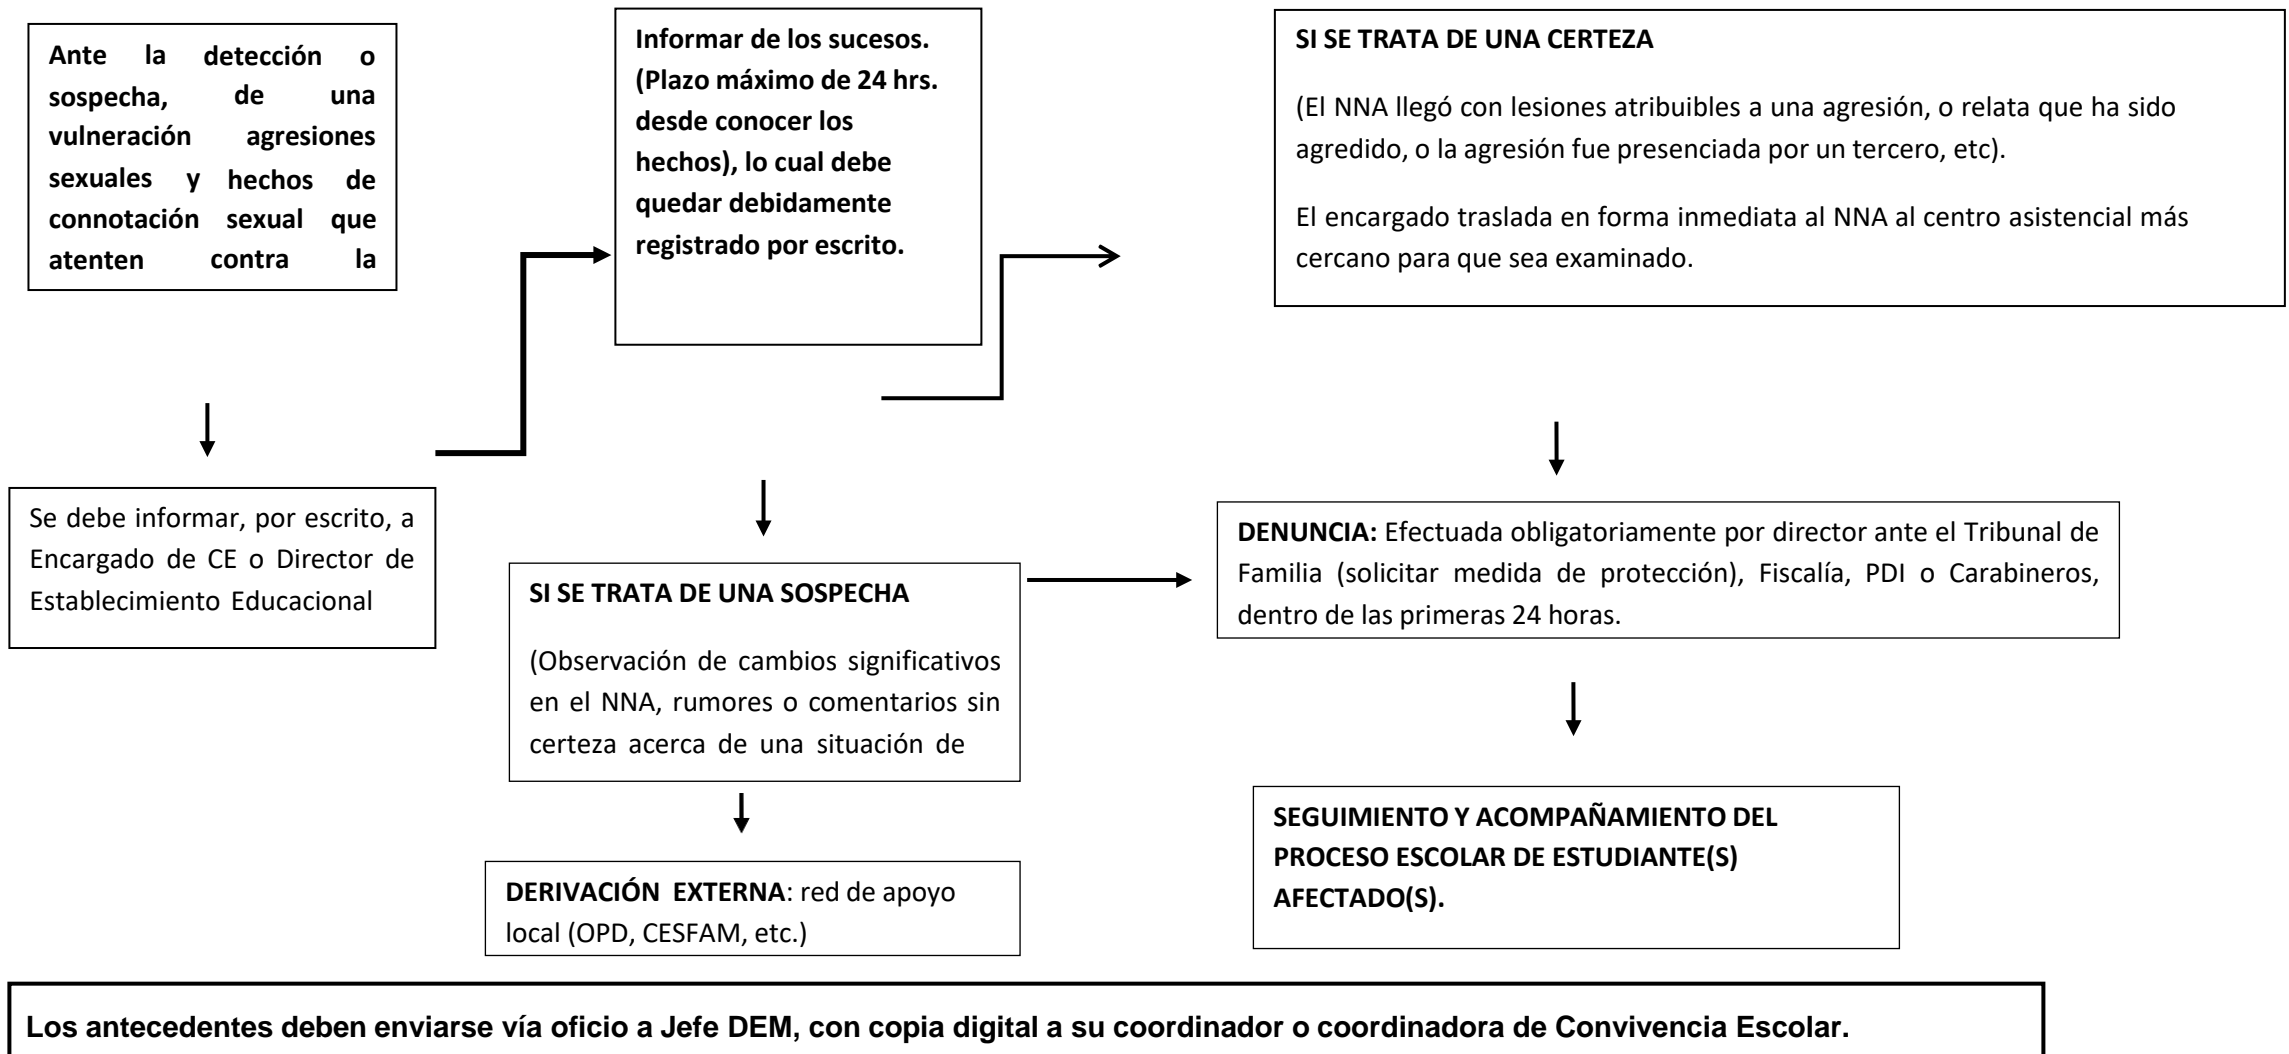 Ante la detección o
sospecha, de una
vulneración agresiones
sexuales y hechos de
connotación sexual que
atenten contra la
Se debe informar, por escrito, a
Encargado de CE o Director de
Establecimiento Educacional
Informar de los sucesos.
(Plazo máximo de 24 hrs.
desde conocer los
hechos), lo cual debe
quedar debidamente
registrado por escrito.
SI SE TRATA DE UNA SOSPECHA
(Observación de cambios significativos
en el NNA, rumores o comentarios sin
certeza acerca de una situación de
DERIVACIÓN EXTERNA: red de apoyo
local (OPD, CESFAM, etc.)
SI SE TRATA DE UNA CERTEZA
(El NNA llegó con lesiones atribuibles a una agresión, o relata que ha sido
agredido, o la agresión fue presenciada por un tercero, etc).
El encargado traslada en forma inmediata al NNA al centro asistencial más
cercano para que sea examinado.
DENUNCIA: Efectuada obligatoriamente por director ante el Tribunal de
Familia (solicitar medida de protección), Fiscalía, PDI o Carabineros,
dentro de las primeras 24 horas.
SEGUIMIENTO Y ACOMPAÑAMIENTO DEL
PROCESO ESCOLAR DE ESTUDIANTE(S)
AFECTADO(S).
Los antecedentes deben enviarse vía oficio a Jefe DEM, con copia digital a su coordinador o coordinadora de Convivencia Escolar.